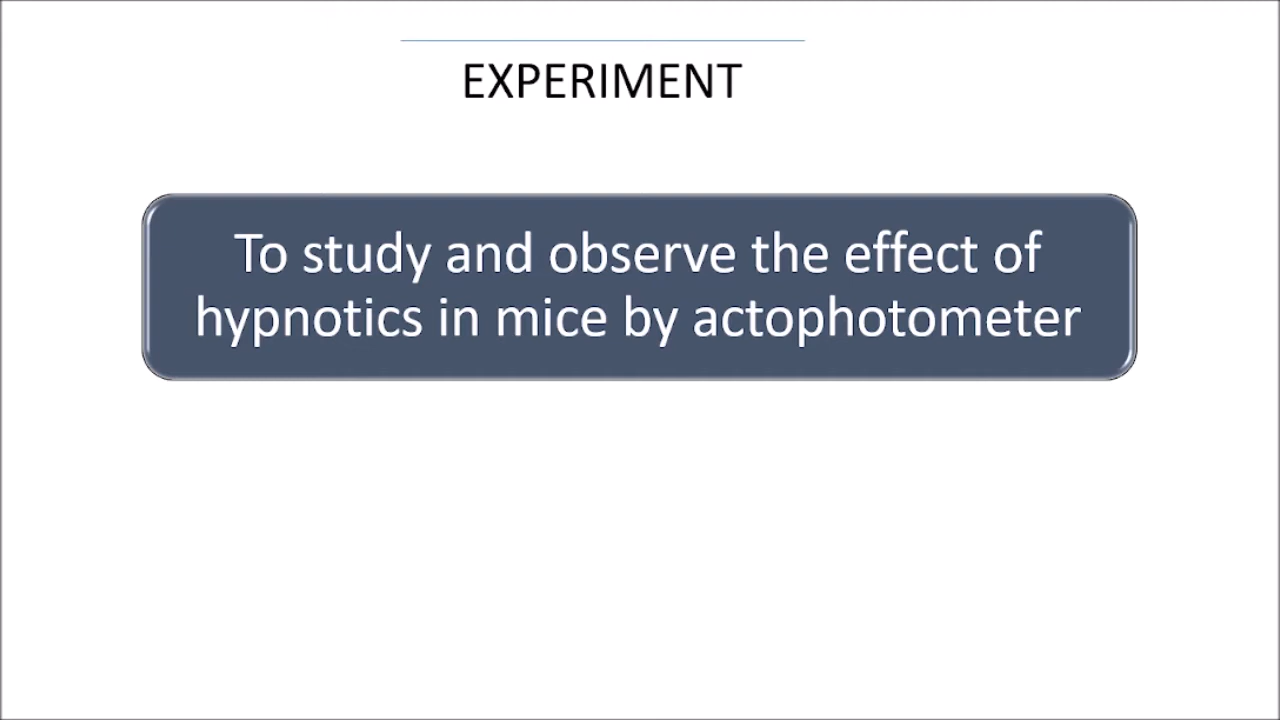 EXPERIMENT
To study and observe the effect of
hypnotics in mice by actophotometer